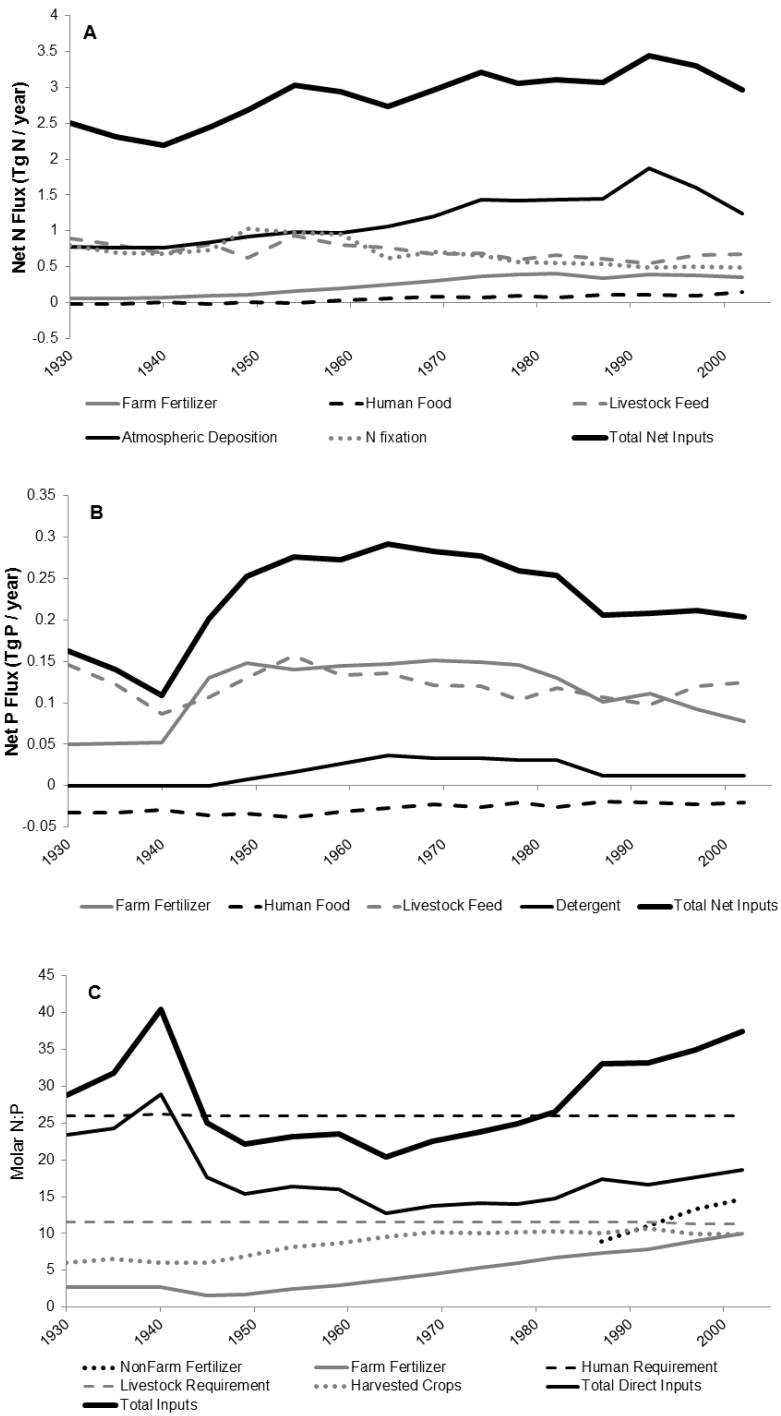 A
Net N Flux (Tg N / year)
4
3.5
3
2.5
2
1.5
1
0.5
0
-0.5
1930 1940 1950 1960 1970 1980 1990 2000
Farm Fertilizer Human Food Livestock Feed
Atmospheric Deposition N fixation Total Net Inputs
B
Net P Flux (Tg P / year)
0.35
0.3
0.25
0.2
0.15
0.1
0.05
0
-0.05
1930 1940 1950 1960 1970 1980 1990 2000
Farm Fertilizer Human Food Livestock Feed Detergent Total Net Inputs
C
Molar N:P
45
40
35
30
25
20
15
10
5
0
1930 1940 1950 1960 1970 1980 1990 2000
NonFarm Fertilizer Farm Fertilizer Human Requirement
Livestock Requirement Harvested Crops Total Direct Inputs
Total Inputs